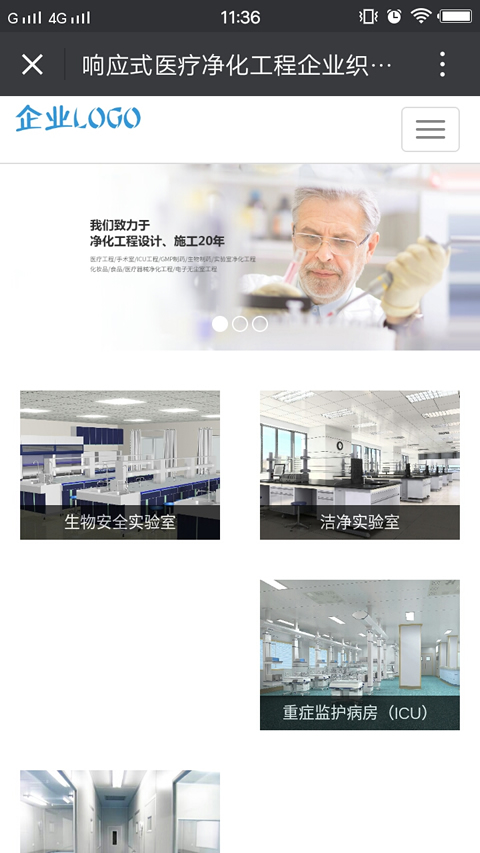 G 4G 11:36
响应式医疗净化工程企业织···
企业LOGO
我们致力于
净化工程设计、施工20年
医疗工程/手术室/ICU工程/GMP制药/生物制药/实验室净化工程
化妆品/食品/医疗器械净化工程/电子无尘室工程
生物安全实验室
洁净实验室
重症监护病房（ICU）